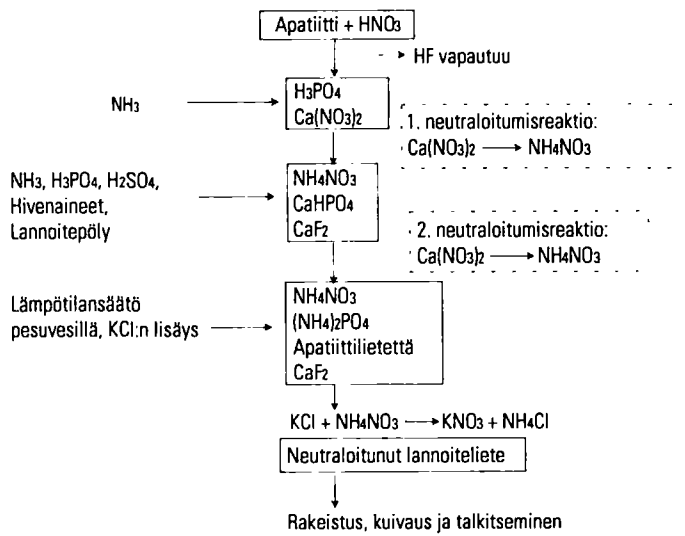 Apatiitti + HNO3
HF vapautuu
NH3
H3PO4
Ca(NO3)2
1. neutraloitumisreaktio:
Ca(NO3)2 → NH4NO3
NH3, H3PO4, H2SO4,
Hivenaineet,
Lannoitepöly
NH4NO3
CaHPO4
CaF2
2. neutraloitumisreaktio:
Ca(NO3)2 → NH4NO3
Lämpötilansäätö
pesuvesillä, KCl:n lisäys
NH4NO3
(NH4)2PO4
Apatiittilietettä
CaF2
KCl + NH4NO3 → KNO3 + NH4Cl
Neutraloitunut lannoiteliete
Rakeistus, kuivaus ja talkitseminen